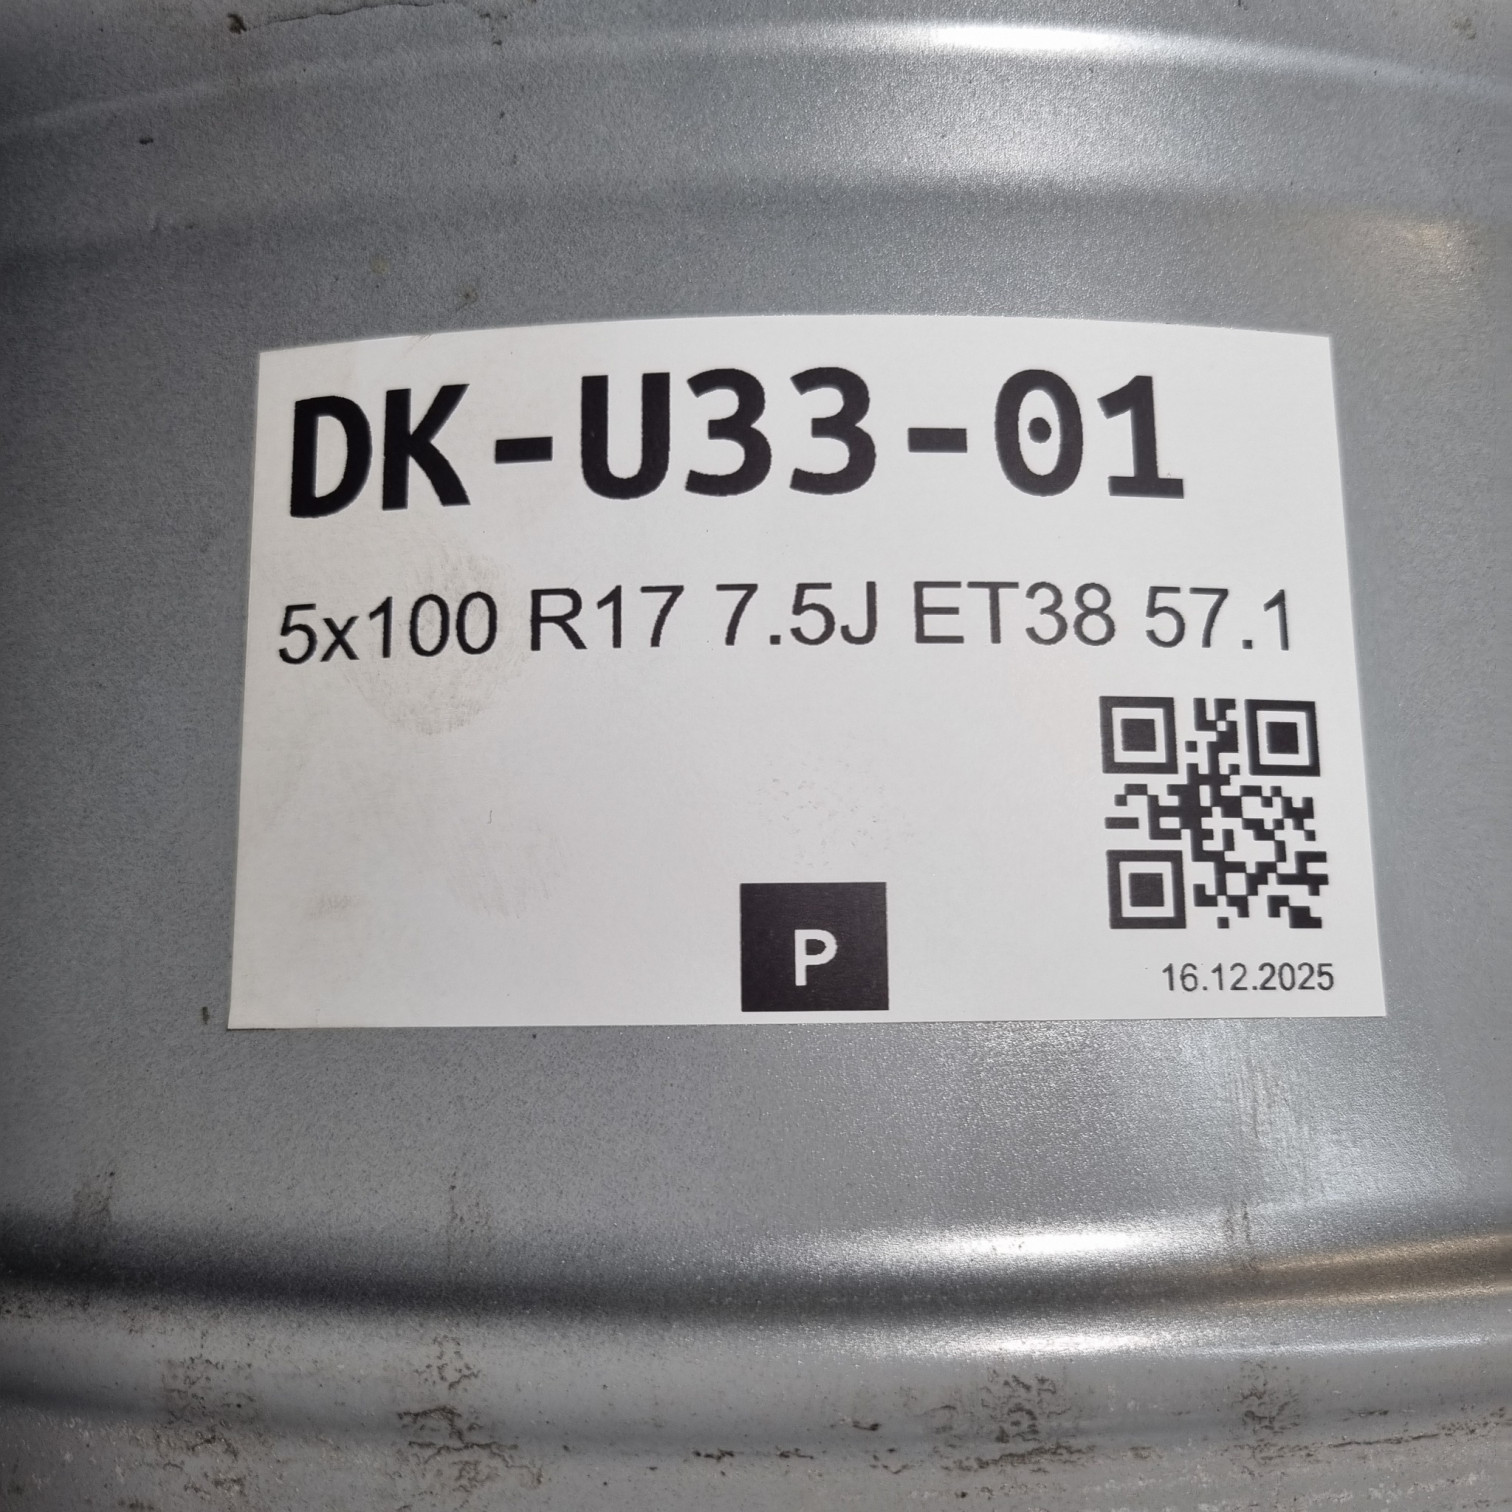 DK-U33-01
5x100 R17 7.5J ET38 57.1
P
16.12.2025